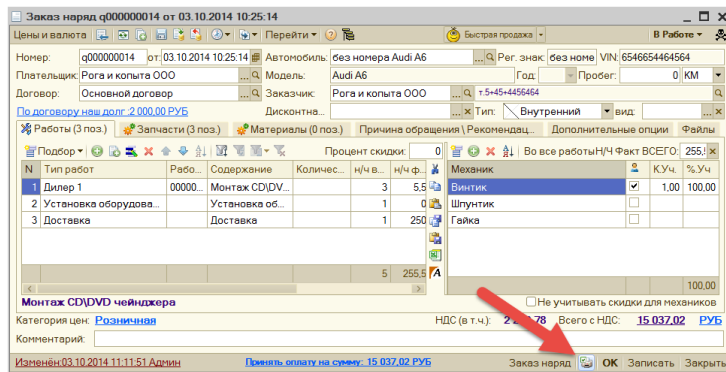 Заказ наряд q000000014 от 03.10.2014 10:25:14
Цены и валюта Перейти Быстрая продажа В Работе
Номер: q000000014 от: 03.10.2014 10:25:14 Автомобиль: без номера Audi A6 ... Рег. знак: без номе VIN: 6546654464564
Плательщик: Рога и копыта ООО ... Модель: Audi A6 Год: Пробег: 0 KM
Договор: Основной договор ... Заказчик: Рога и копыта ООО ... т.5+45+4456464
По договору наш долг :2 000,00 РУБ Дисконтна... ... Тип: Внутренний вид: ...
Работы (3 поз.) Запчасти (3 поз.) Материалы (0 поз.) Причина обращения \ Рекомендац... Дополнительные опции Файлы
Подбор Процент скидки: 0 Во все работы Н/Ч Факт ВСЕГО: 255,!
N Тип работ Рабо... Содержание Количес... н/ч в... н/ч ф... Механик К.Уч. %.Уч
1 Дилер 1 00000... Монтаж CD\DV... 3 5,5 Винтик 1,00 100,00
2 Установка оборудова... Установка об... 1 0 Шпунтик
3 Доставка Доставка 1 250 Гайка
5 255,5 100,00
Монтаж CD\DVD чейнджера Не учитывать скидки для механиков
Категория цен: Розничная НДС (в т.ч.): 2 78 Всего с НДС: 15 037,02 РУБ
Комментарий:
Изменён:03.10.2014 11:11:51 Админ Принять оплату на сумму: 15 037,02 РУБ Заказ наряд OK Записать Закрыть